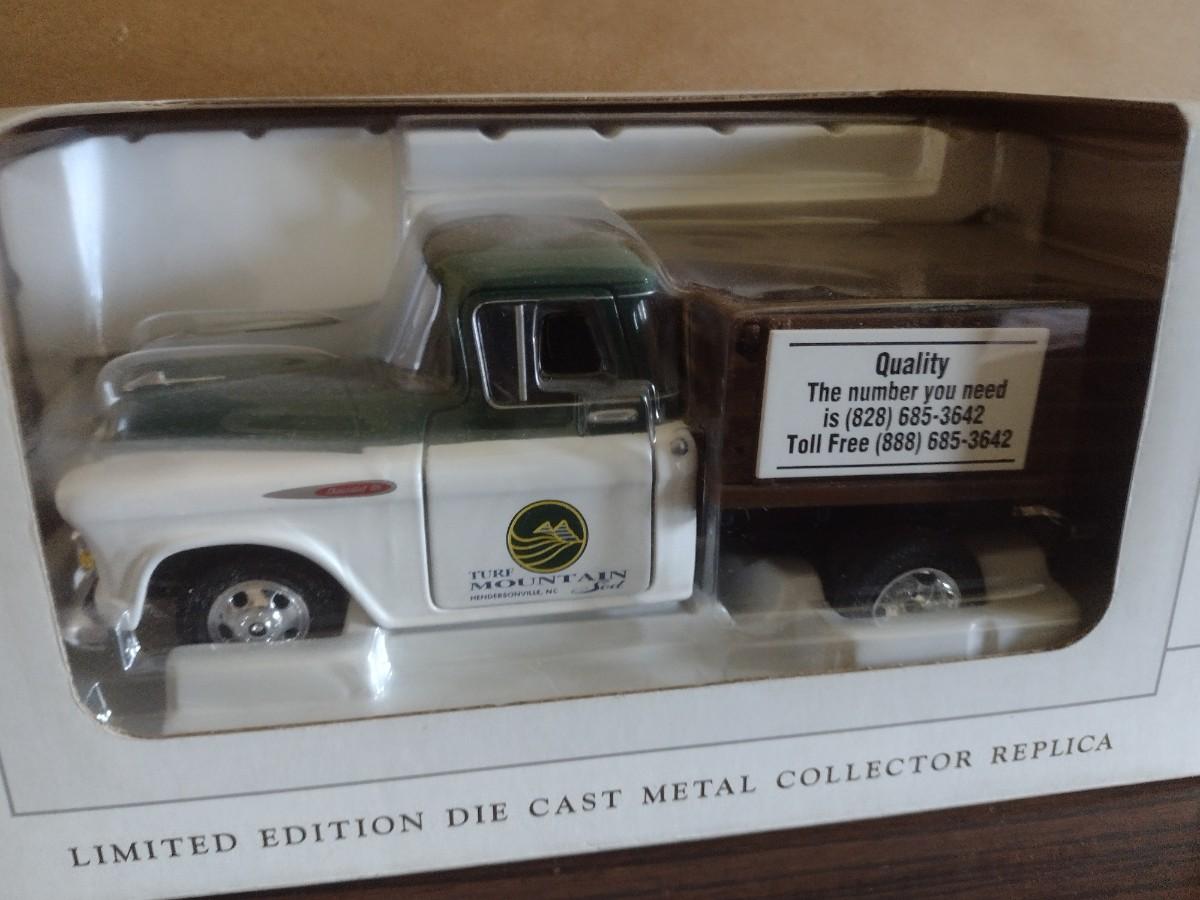 Quality
The number you need
is (828) 685-3642
Toll Free (888) 685-3642
TURF
MOUNTAIN
Sod
HENDERSONVILLE, NC
LIMITED EDITION DIE CAST METAL COLLECTOR REPLICA